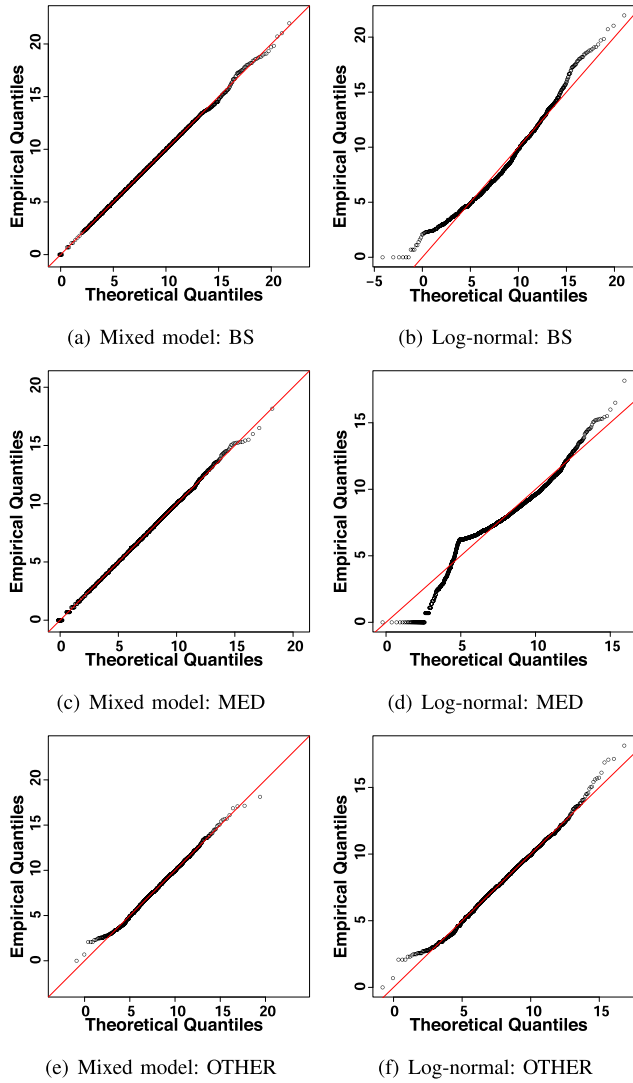 Empirical Quantiles
20
15
10
5
0
0 5 10 15 20
Theoretical Quantiles
(a) Mixed model: BS
Empirical Quantiles
20
15
10
5
0
−5 0 5 10 15 20
Theoretical Quantiles
(b) Log-normal: BS
Empirical Quantiles
20
15
10
5
0
0 5 10 15 20
Theoretical Quantiles
(c) Mixed model: MED
Empirical Quantiles
15
10
5
0
0 5 10 15
Theoretical Quantiles
(d) Log-normal: MED
Empirical Quantiles
20
15
10
5
0
0 5 10 15 20
Theoretical Quantiles
(e) Mixed model: OTHER
Empirical Quantiles
15
10
5
0
0 5 10 15
Theoretical Quantiles
(f) Log-normal: OTHER